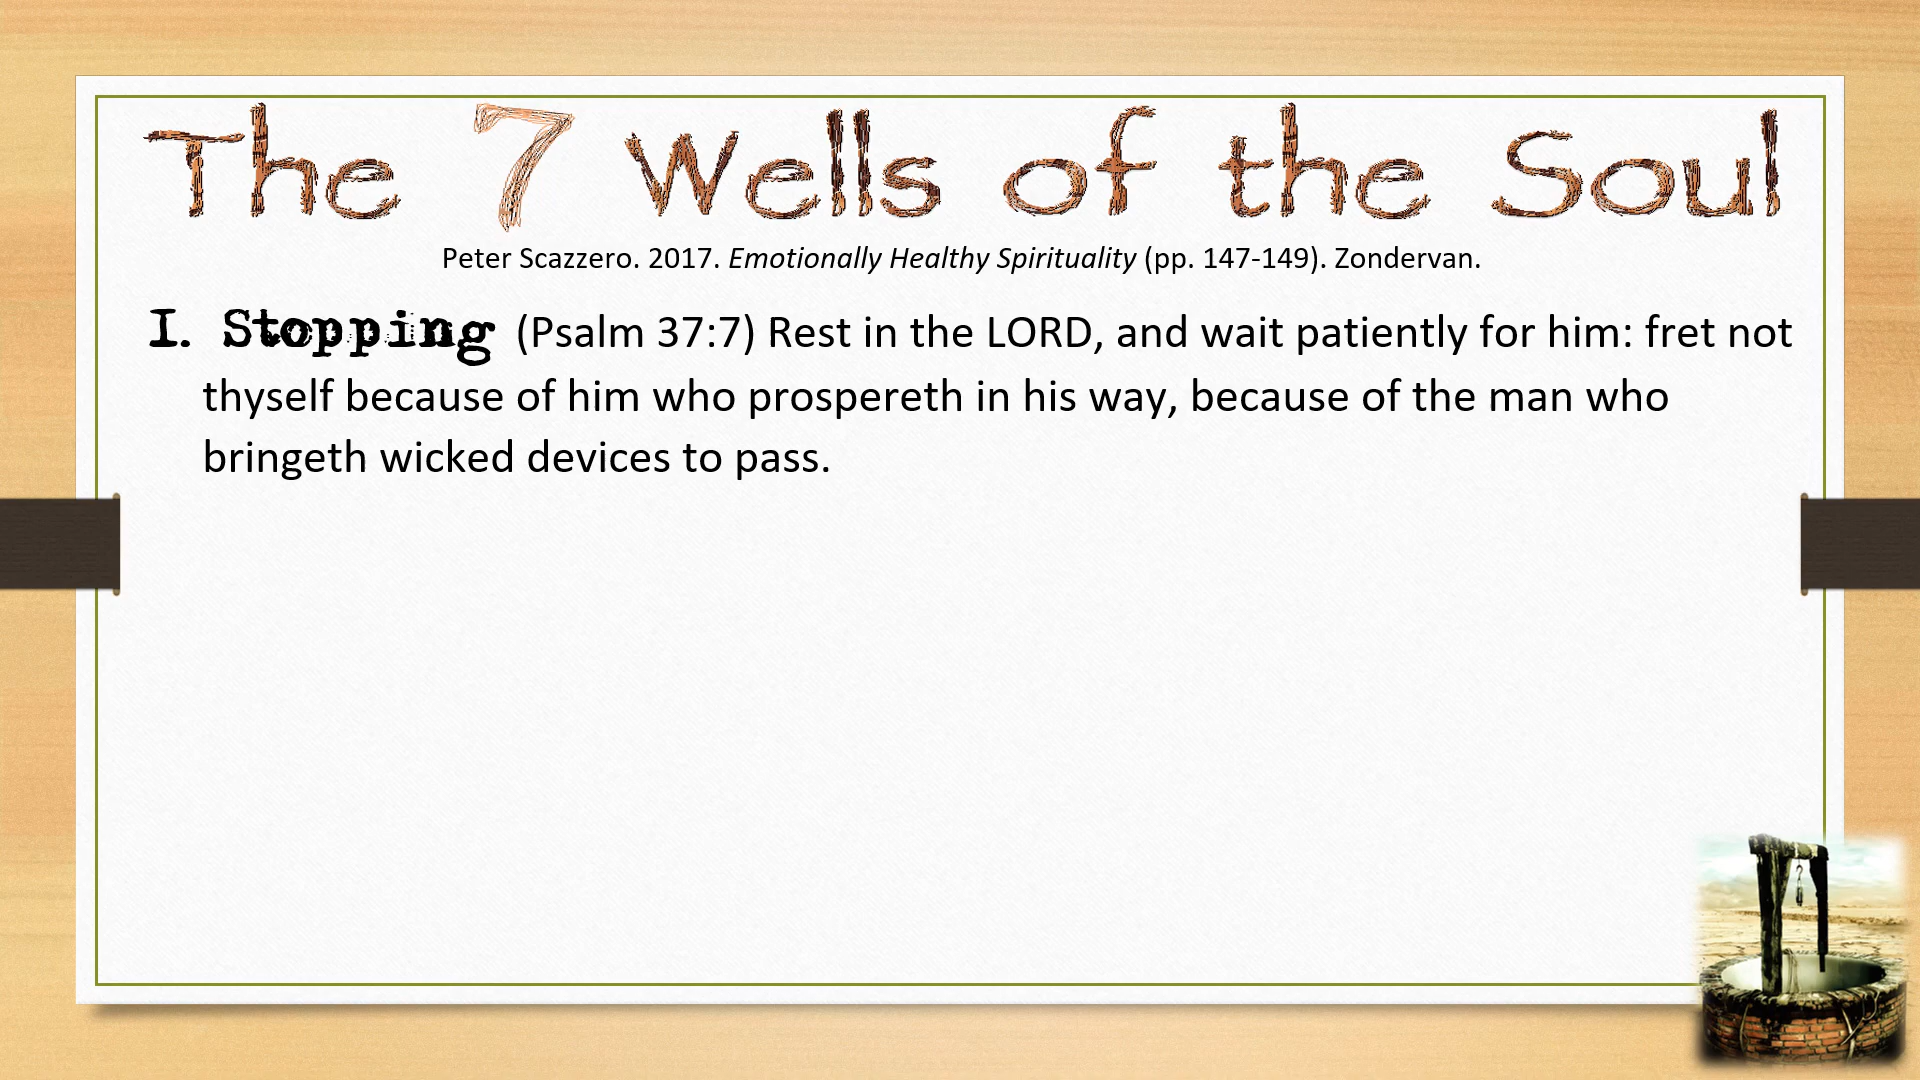 The 7 Wells of the Soul
Peter Scazzero. 2017. Emotionally Healthy Spirituality (pp. 147-149). Zondervan.
I. Stopping (Psalm 37:7) Rest in the LORD, and wait patiently for him: fret not
thyself because of him who prospereth in his way, because of the man who
bringeth wicked devices to pass.